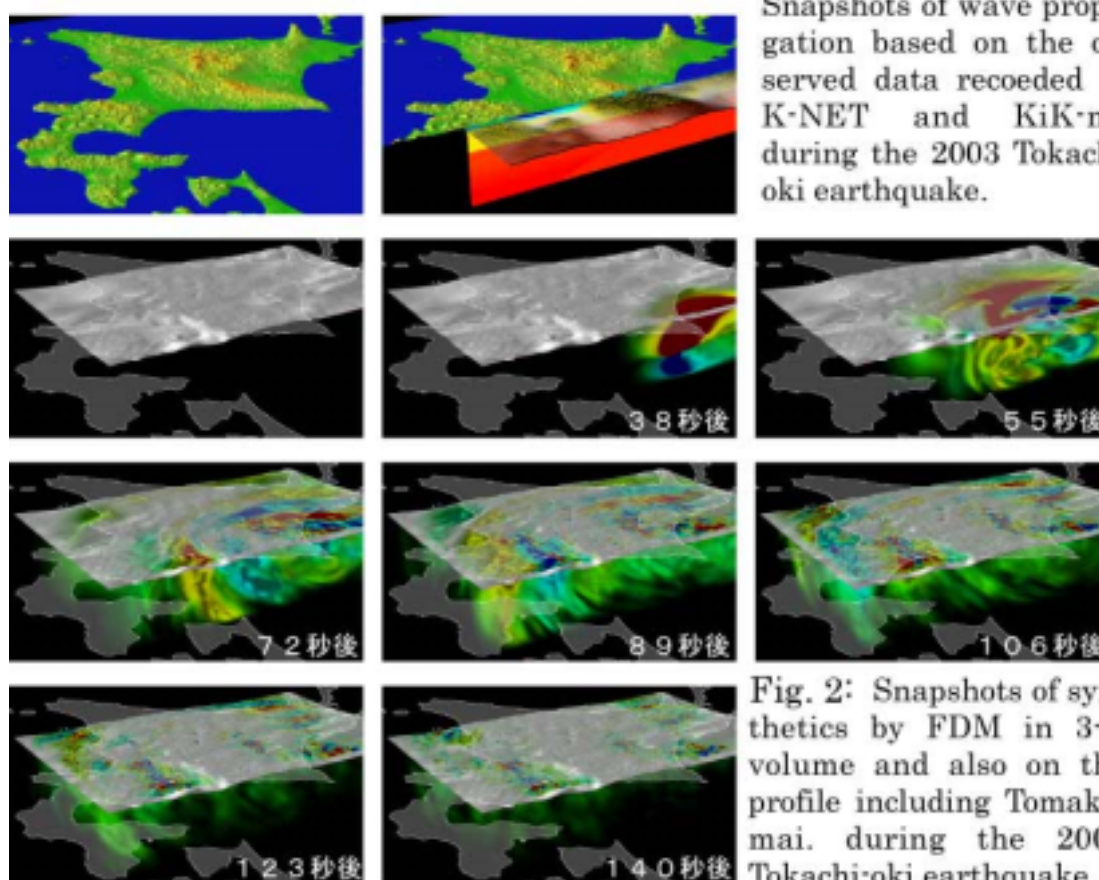 Snapshots of wave prop
gation based on the
served data recoeded
K-NET and KiK-n
during the 2003 Tokach
oki earthquake.
38秒後
55秒後
72秒後
89秒後
106秒後
Fig. 2: Snapshots of sy
thetics by FDM in 3-
volume and also on th
profile including Tomak
mai. during the 200
Tokachi-oki earthquake
123秒後
140秒後